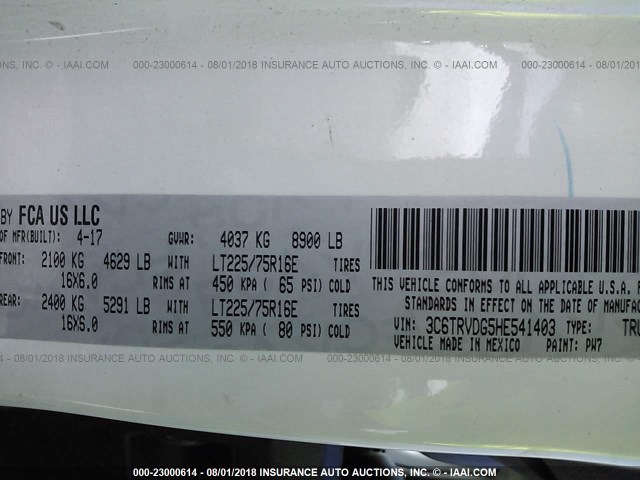 INC. - IAAI.COM 000-23000614 - 08/01/2018 INSURANCE AUTO AUCTIONS, INC. - IAAI.COM 000-23000614 - 08/01/2018
BY FCA US LLC
OF MFR(BUILT): 4-17 GVWR: 4037 KG 8900 LB
FRONT: 2100 KG 4629 LB WITH LT225/75R16E TIRES
16X6.0 RIMS AT 450 KPA ( 65 PSI) COLD
REAR: 2400 KG 5291 LB WITH LT225/75R16E TIRES
16X6.0 RIMS AT 550 KPA ( 80 PSI) COLD
THIS VEHICLE CONFORMS TO ALL APPLICABLE U.S.A.
STANDARDS IN EFFECT ON THE DATE OF MANUFA
VIN: 3C6TRVDG5HE541403 TYPE: TRU
VEHICLE MADE IN MEXICO PAINT: PW7
INC. - IAAI.COM 000-23000614 - 08/01/2018 INSURANCE AUTO AUCTIONS, INC. - IAAI.COM 000-23000614 - 08/01/2018
000-23000614 - 08/01/2018 INSURANCE AUTO AUCTIONS, INC. - IAAI.COM